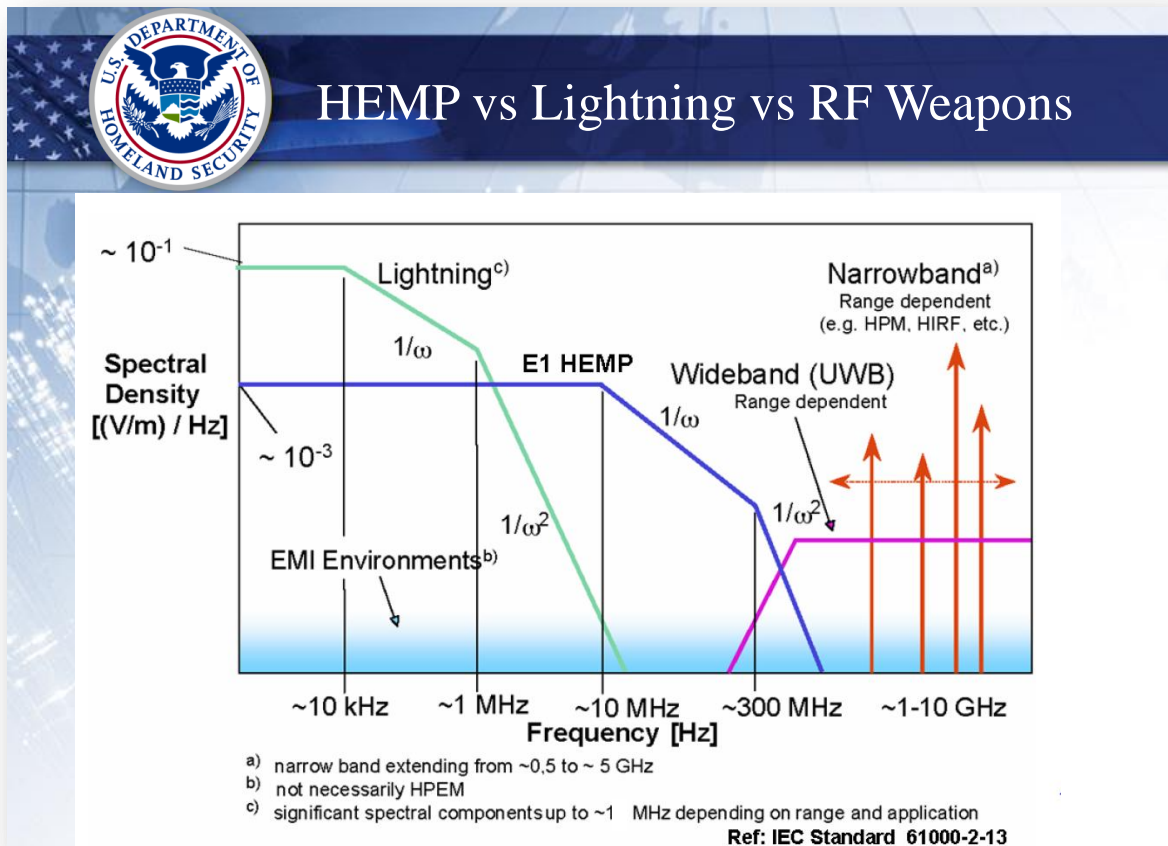 U.S. DEPARTMENT OF
HOMELAND SECURITY
HEMP vs Lightning vs RF Weapons
~ 10⁻¹
Lightningᶜ⁾
Narrowbandᵃ⁾
Range dependent
(e.g. HPM, HIRF, etc.)
1/ω
E1 HEMP
Spectral
Density
[(V/m) / Hz]
Wideband (UWB)
Range dependent
1/ω
~ 10⁻³
1/ω²
1/ω²
EMI Environmentsᵇ⁾
~10 kHz
~1 MHz
~10 MHz
~300 MHz
~1-10 GHz
Frequency [Hz]
a) narrow band extending from ~0,5 to ~ 5 GHz
b) not necessarily HPEM
c) significant spectral components up to ~1 MHz depending on range and application
Ref: IEC Standard 61000-2-13